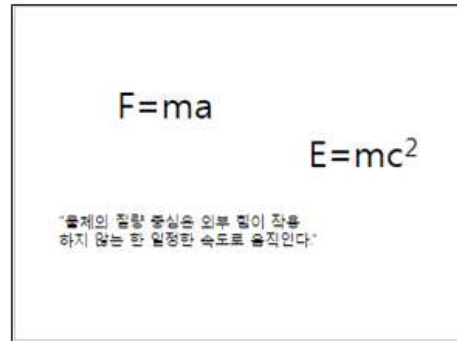 F=ma
E=mc²
"물체의 질량 중심은 외부 힘이 작용
하지 않는 한 일정한 속도로 움직인다."